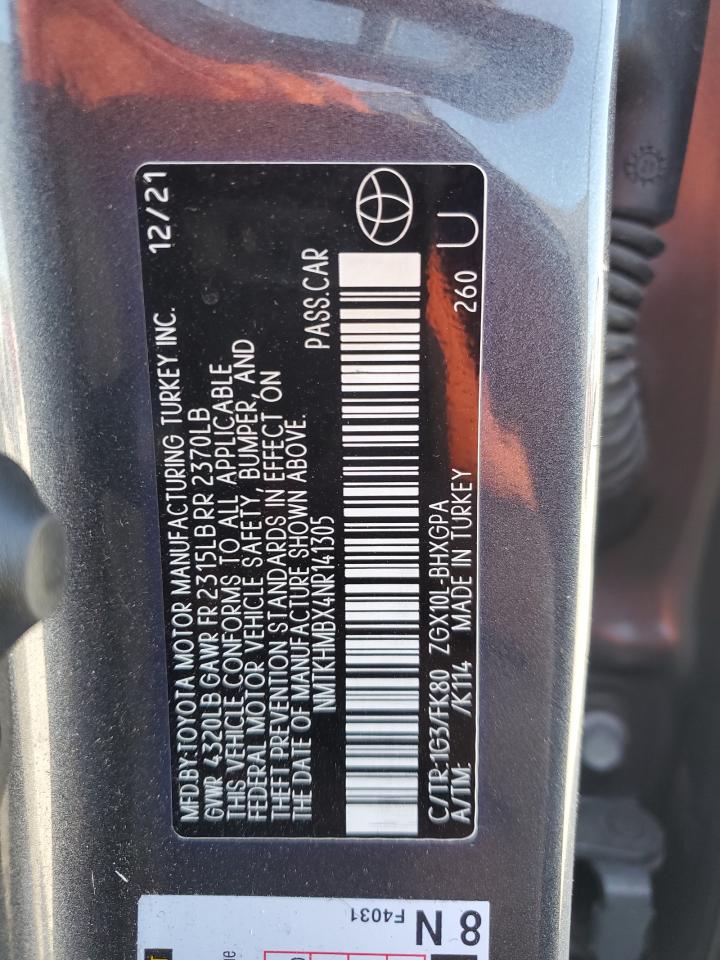 MFD.BY:TOYOTA MOTOR MANUFACTURING TURKEY INC. 12/21
GVWR 4320LB GAWR FR 2315LB RR 2370LB
THIS VEHICLE CONFORMS TO ALL APPLICABLE
FEDERAL MOTOR VEHICLE SAFETY, BUMPER, AND
THEFT PREVENTION STANDARDS IN EFFECT ON
THE DATE OF MANUFACTURE SHOWN ABOVE.
NMTKHMBX4NR141305 PASS.CAR
C/TR:1G3/FK80 ZGX10L-BHXGPA 260
A/TM: /K114 MADE IN TURKEY U
F4031
8 N